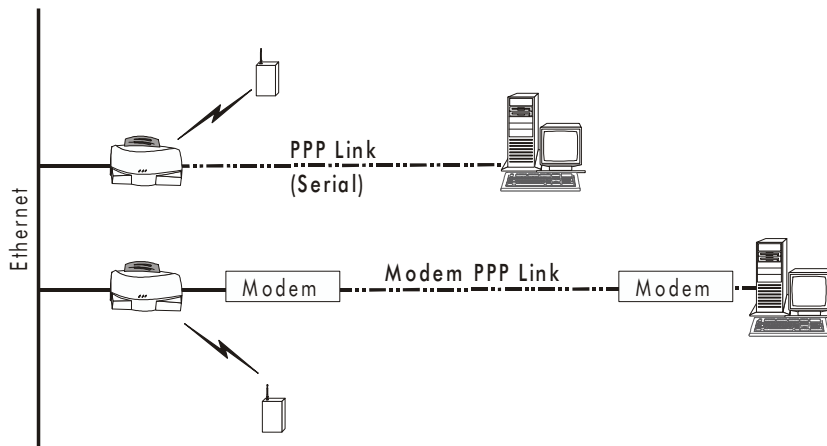 PPP Link
(Serial)
Ethernet
Modem
Modem PPP Link
Modem